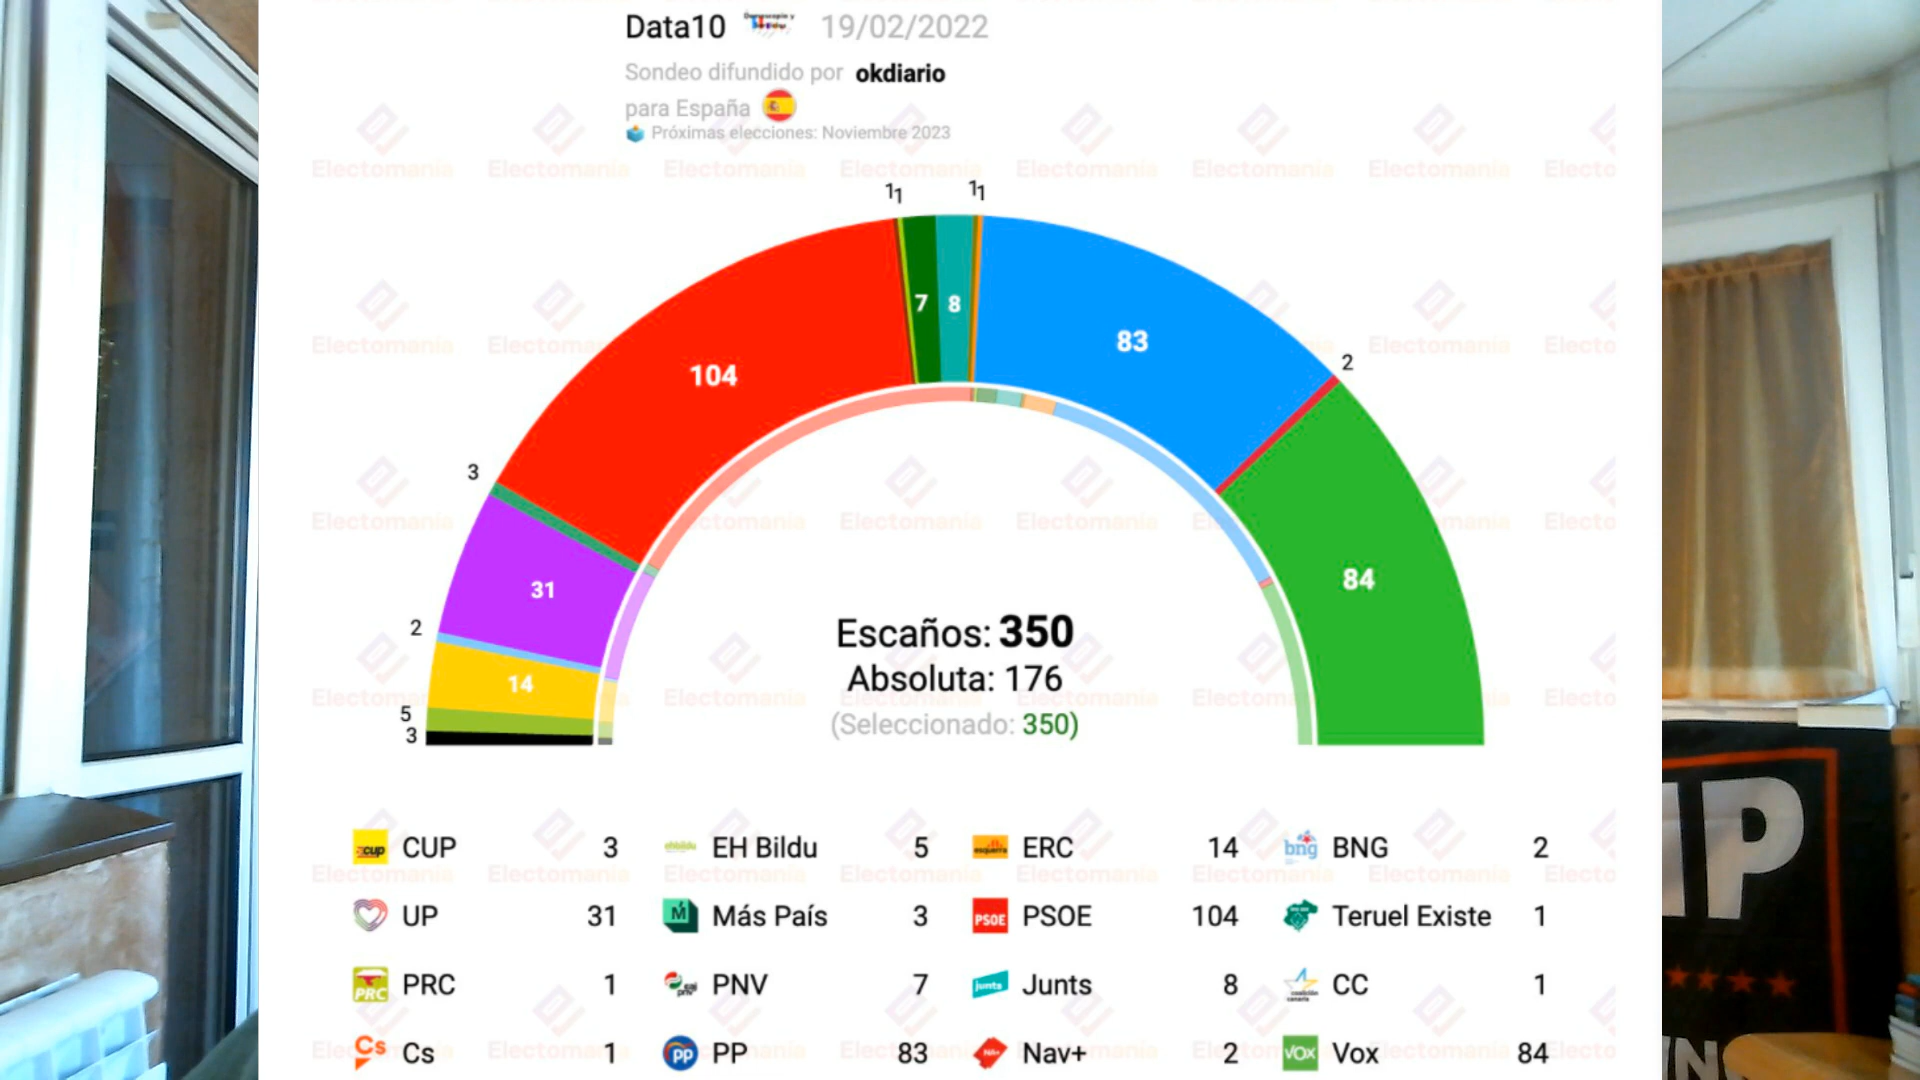 Data10 19/02/2022
Sondeo difundido por okdiario
para España
Próximas elecciones: Noviembre 2023
1 1 1 1
7 8
83
104
2
3
84
31
2
14
5
3
Escaños: 350
Absoluta: 176
(Seleccionado: 350)
CUP 3 EH Bildu 5 ERC 14 BNG 2
UP 31 Más País 3 PSOE 104 Teruel Existe 1
PRC 1 PNV 7 Junts 8 CC 1
Cs 1 PP 83 Nav+ 2 Vox 84
Electomanía